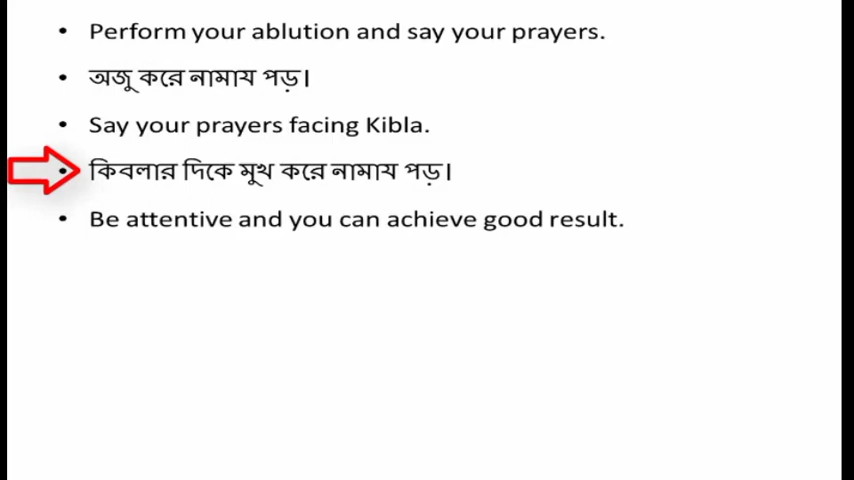 • Perform your ablution and say your prayers.
• অজু করে নামায পড়।
• Say your prayers facing Kibla.
• কিবলার দিকে মুখ করে নামায পড়।
• Be attentive and you can achieve good result.